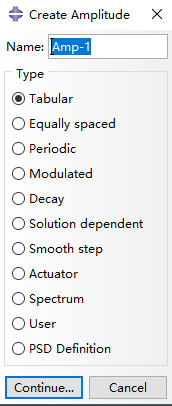 Create Amplitude
Name: Amp-1
Type
Tabular
Equally spaced
Periodic
Modulated
Decay
Solution dependent
Smooth step
Actuator
Spectrum
User
PSD Definition
Continue... Cancel